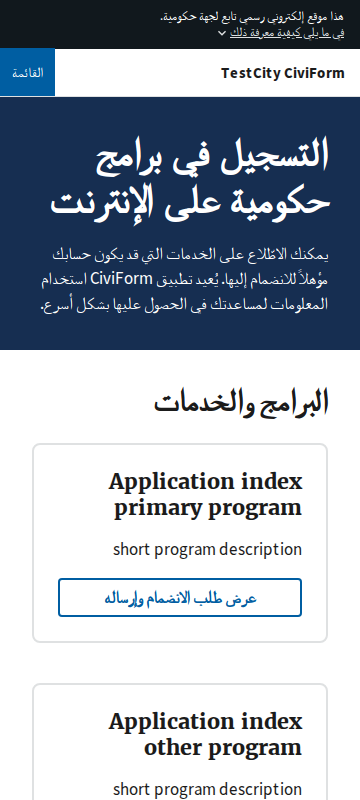 هذا موقع إلكتروني رسمي تابع لجهة حكومية.
في ما يلي كيفية معرفة ذلك
TestCity CiviForm
القائمة
التسجيل في برامج
حكومية على الإنترنت
يمكنك الاطّلاع على الخدمات التي قد يكون حسابك
مؤهلاً للانضمام إليها. يُعيد تطبيق CiviForm استخدام
المعلومات لمساعدتك في الحصول عليها بشكل أسرع.
البرامج والخدمات
Application index
primary program
short program description
عرض طلب الانضمام وإرساله
Application index
other program
short program description